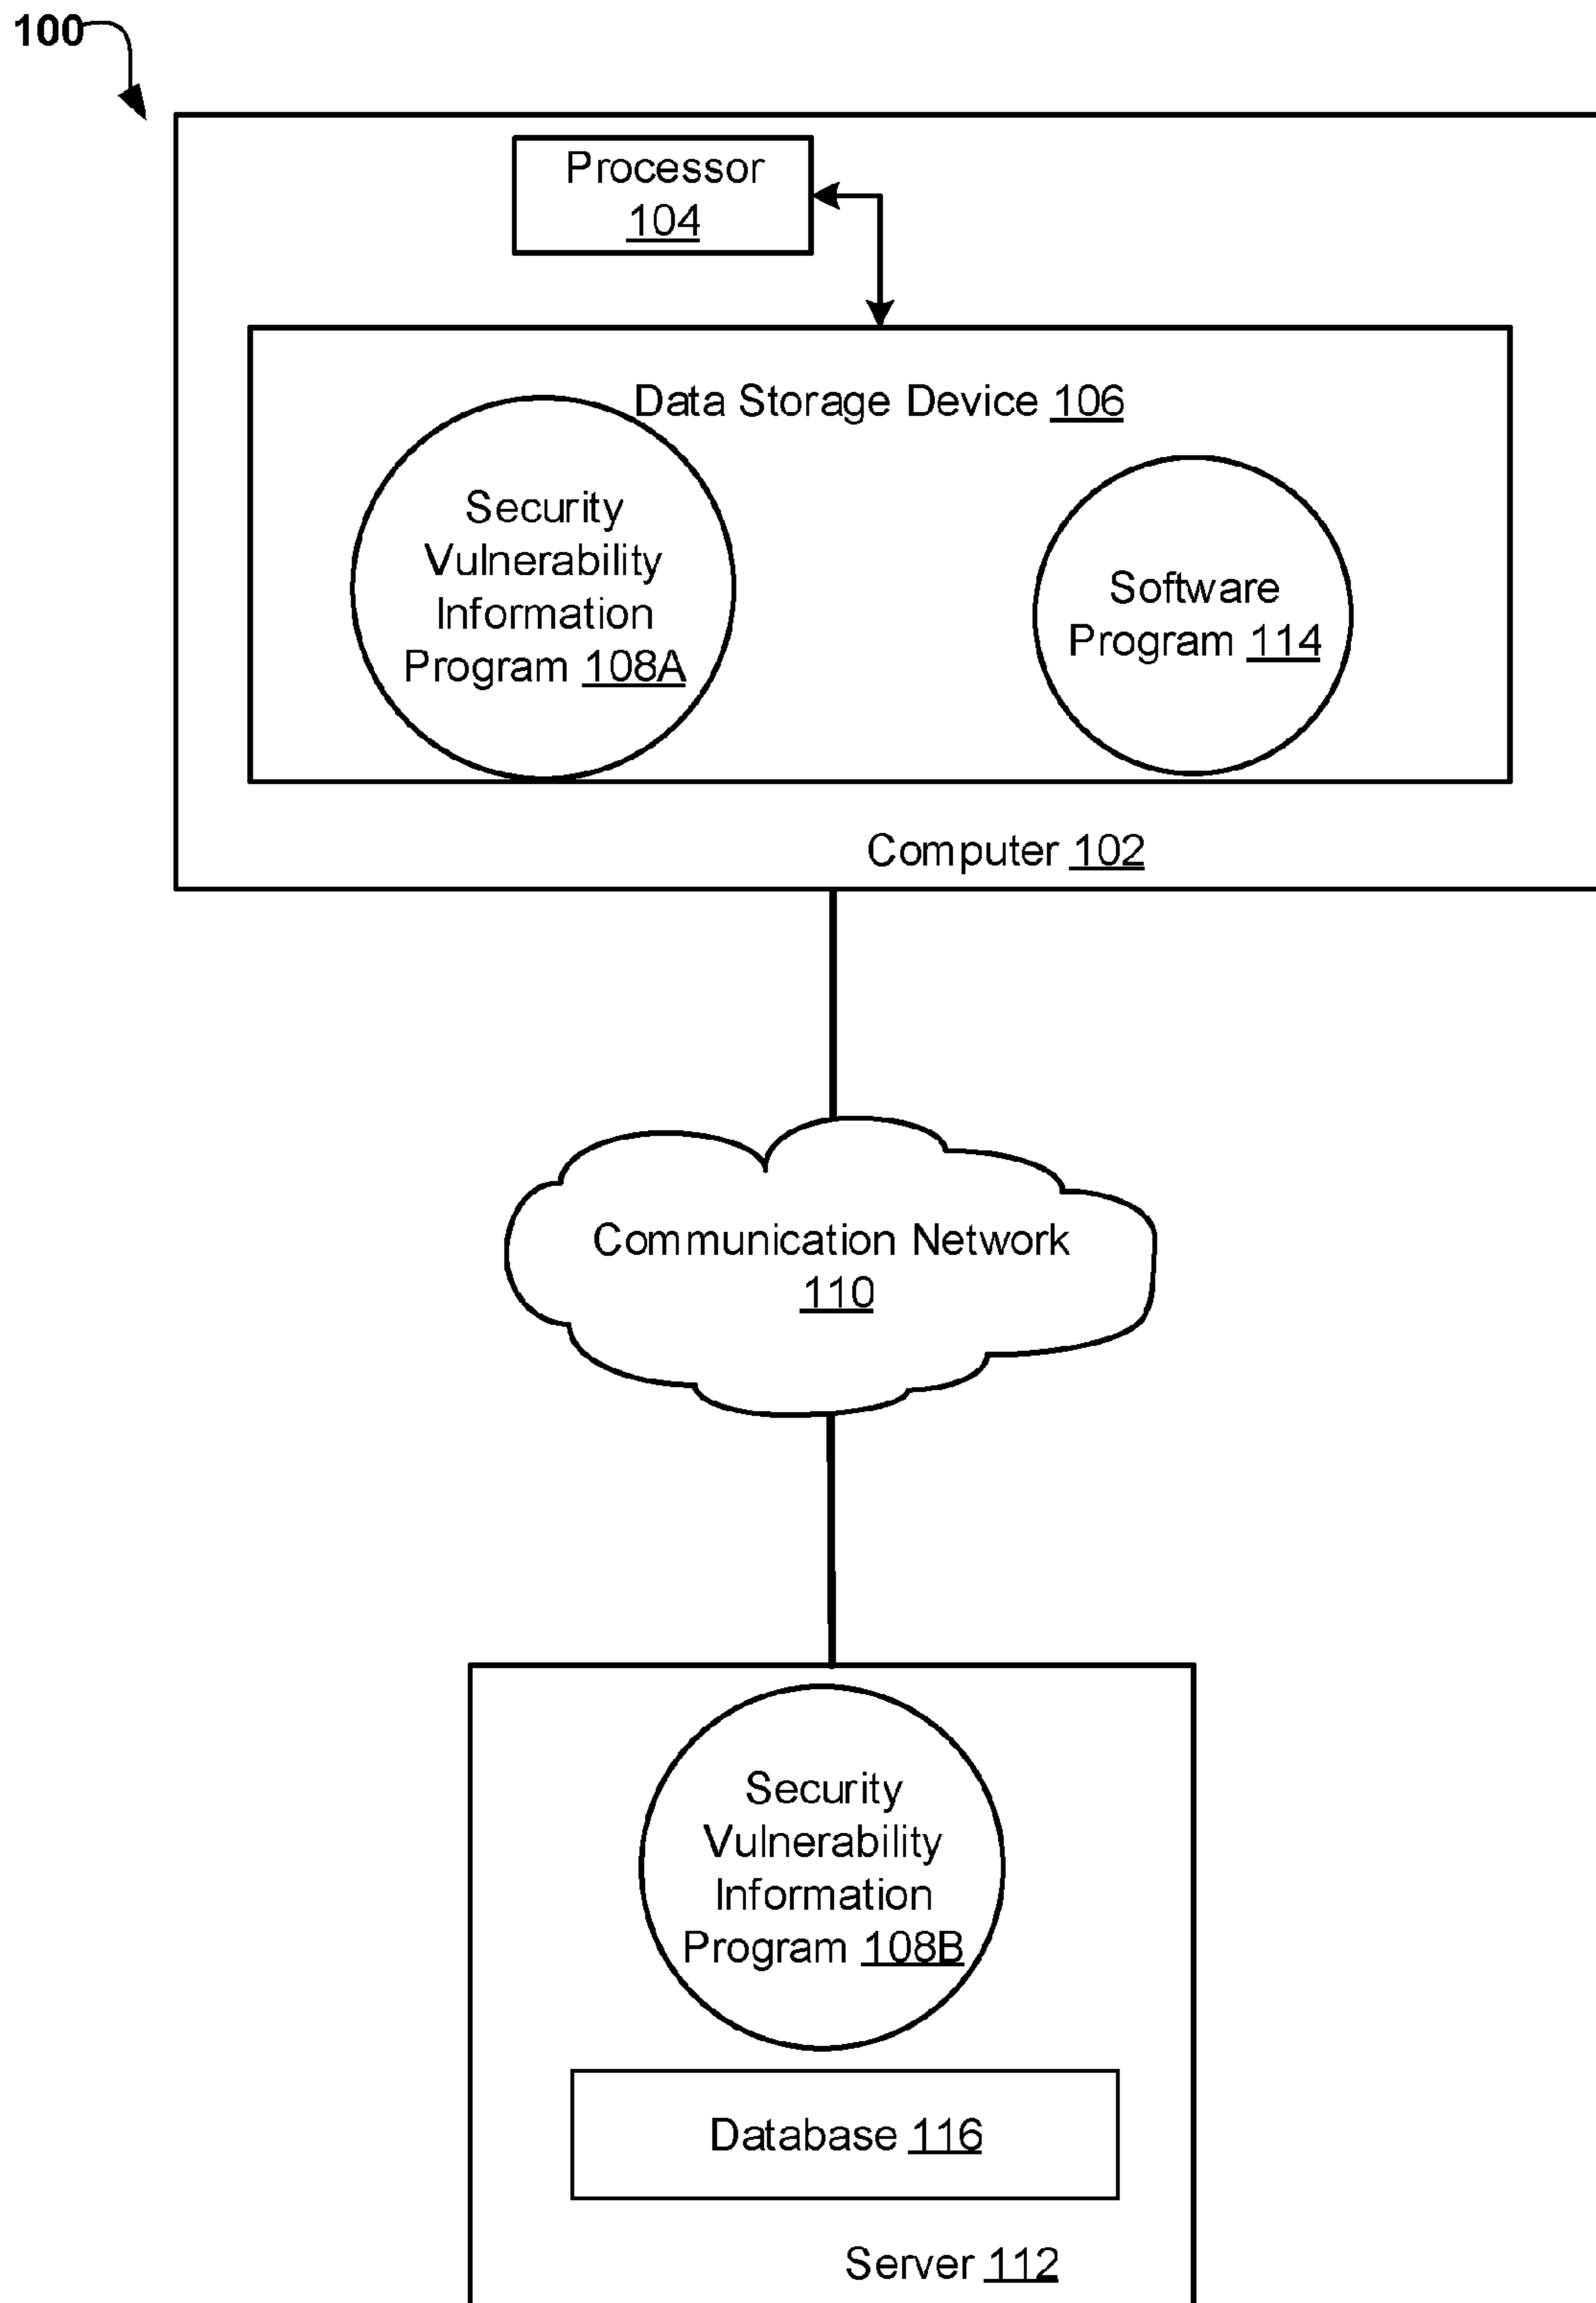 100
Processor
104
Data Storage Device 106
Security
Vulnerability
Information
Program 108A
Software
Program 114
Computer 102
Communication Network
110
Security
Vulnerability
Information
Program 108B
Database 116
Server 112